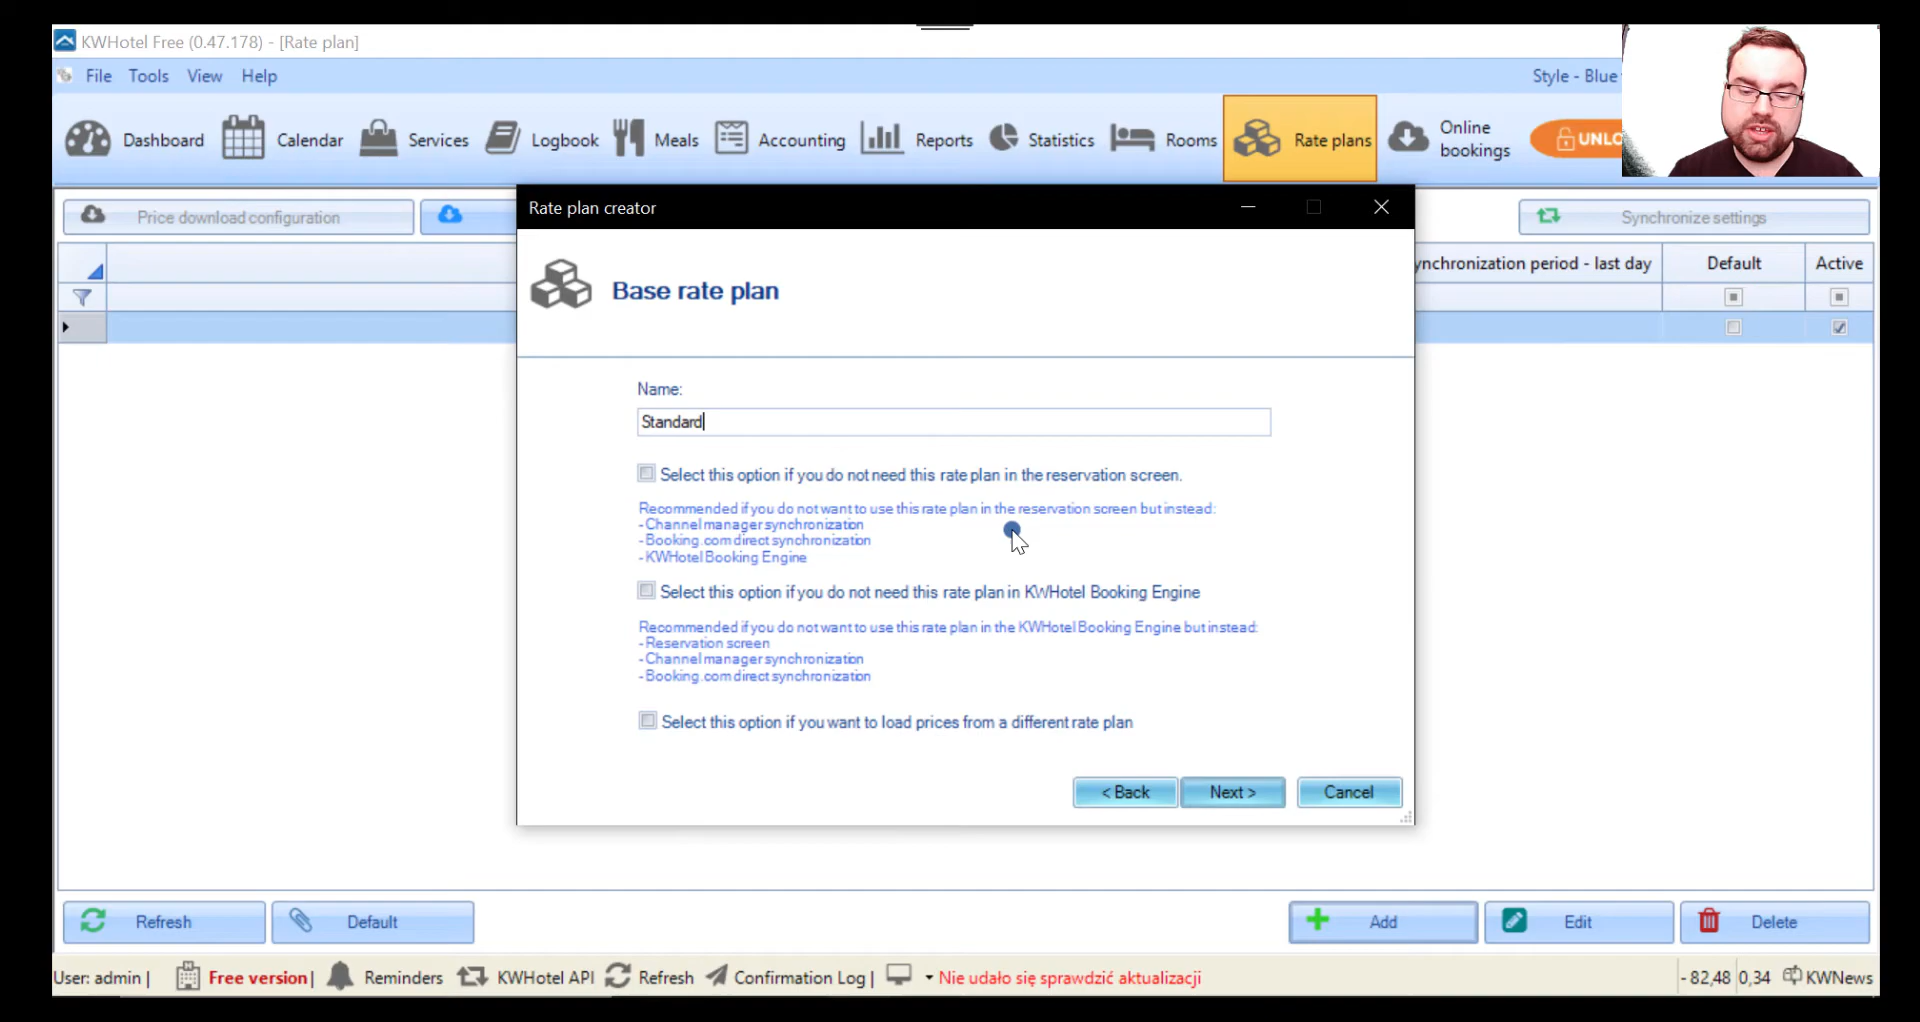 KWHotel Free (0.47.178) - [Rate plan]
File Tools View Help
Style - Blue
Dashboard Calendar Services Logbook Meals Accounting Reports Statistics Rooms Rate plans Online bookings
Price download configuration
Synchronize settings
Rate plan creator
synchronization period - last day Default Active
Base rate plan
Name:
Standard
Select this option if you do not need this rate plan in the reservation screen.
Recommended if you do not want to use this rate plan in the reservation screen but instead:
-Channel manager synchronization
-Booking.com direct synchronization
-KWHotel Booking Engine
Select this option if you do not need this rate plan in KWHotel Booking Engine
Recommended if you do not want to use this rate plan in the KWHotel Booking Engine but instead:
-Reservation screen
-Channel manager synchronization
-Booking.com direct synchronization
Select this option if you want to load prices from a different rate plan
< Back Next > Cancel
Refresh Default Add Edit Delete
User: admin | Free version | Reminders KWHotel API Refresh Confirmation Log | Nie udało się sprawdzić aktualizacji - 82,48 0,34 KWNews